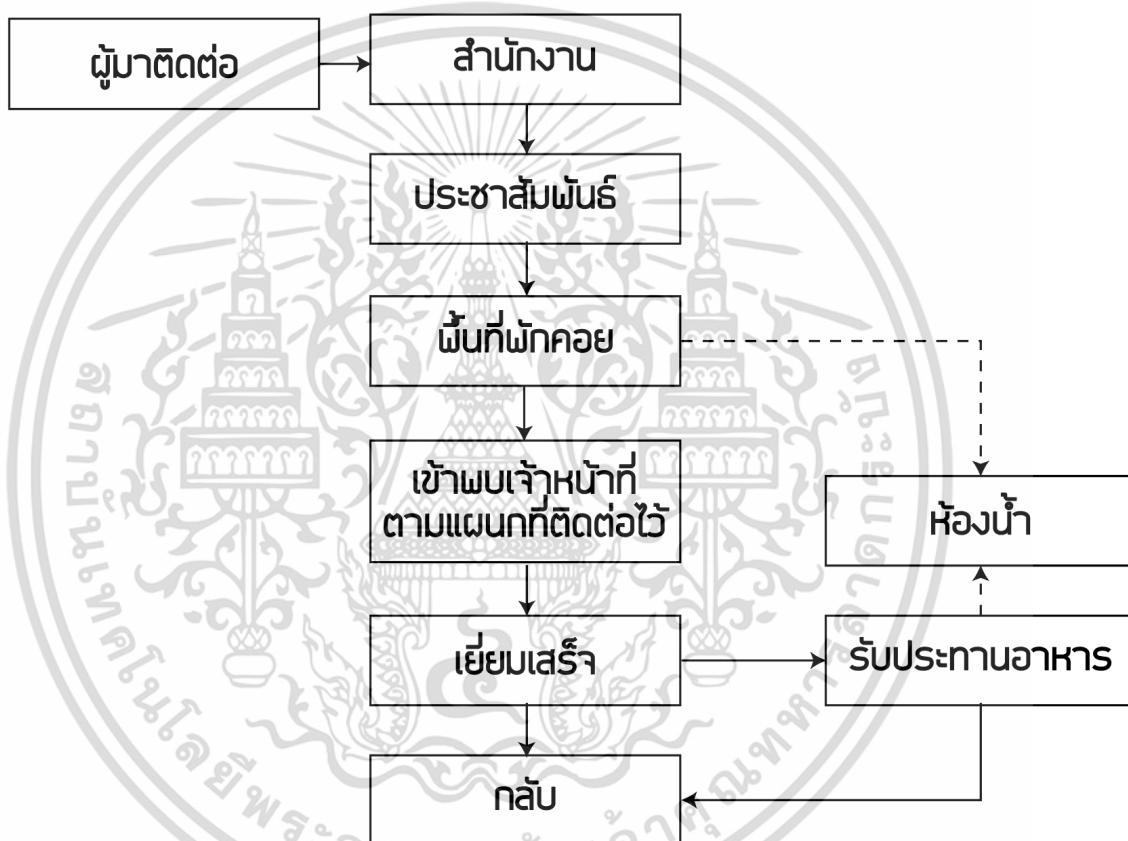 ผู้มาติดต่อ
สำนักงาน
ประชาสัมพันธ์
พื้นที่พักคอย
เข้าพบเจ้าหน้าที่
ตามแผนกที่ติดต่อไว้
ห้องน้ำ
เยี่ยมเสร็จ
รับประทานอาหาร
กลับ